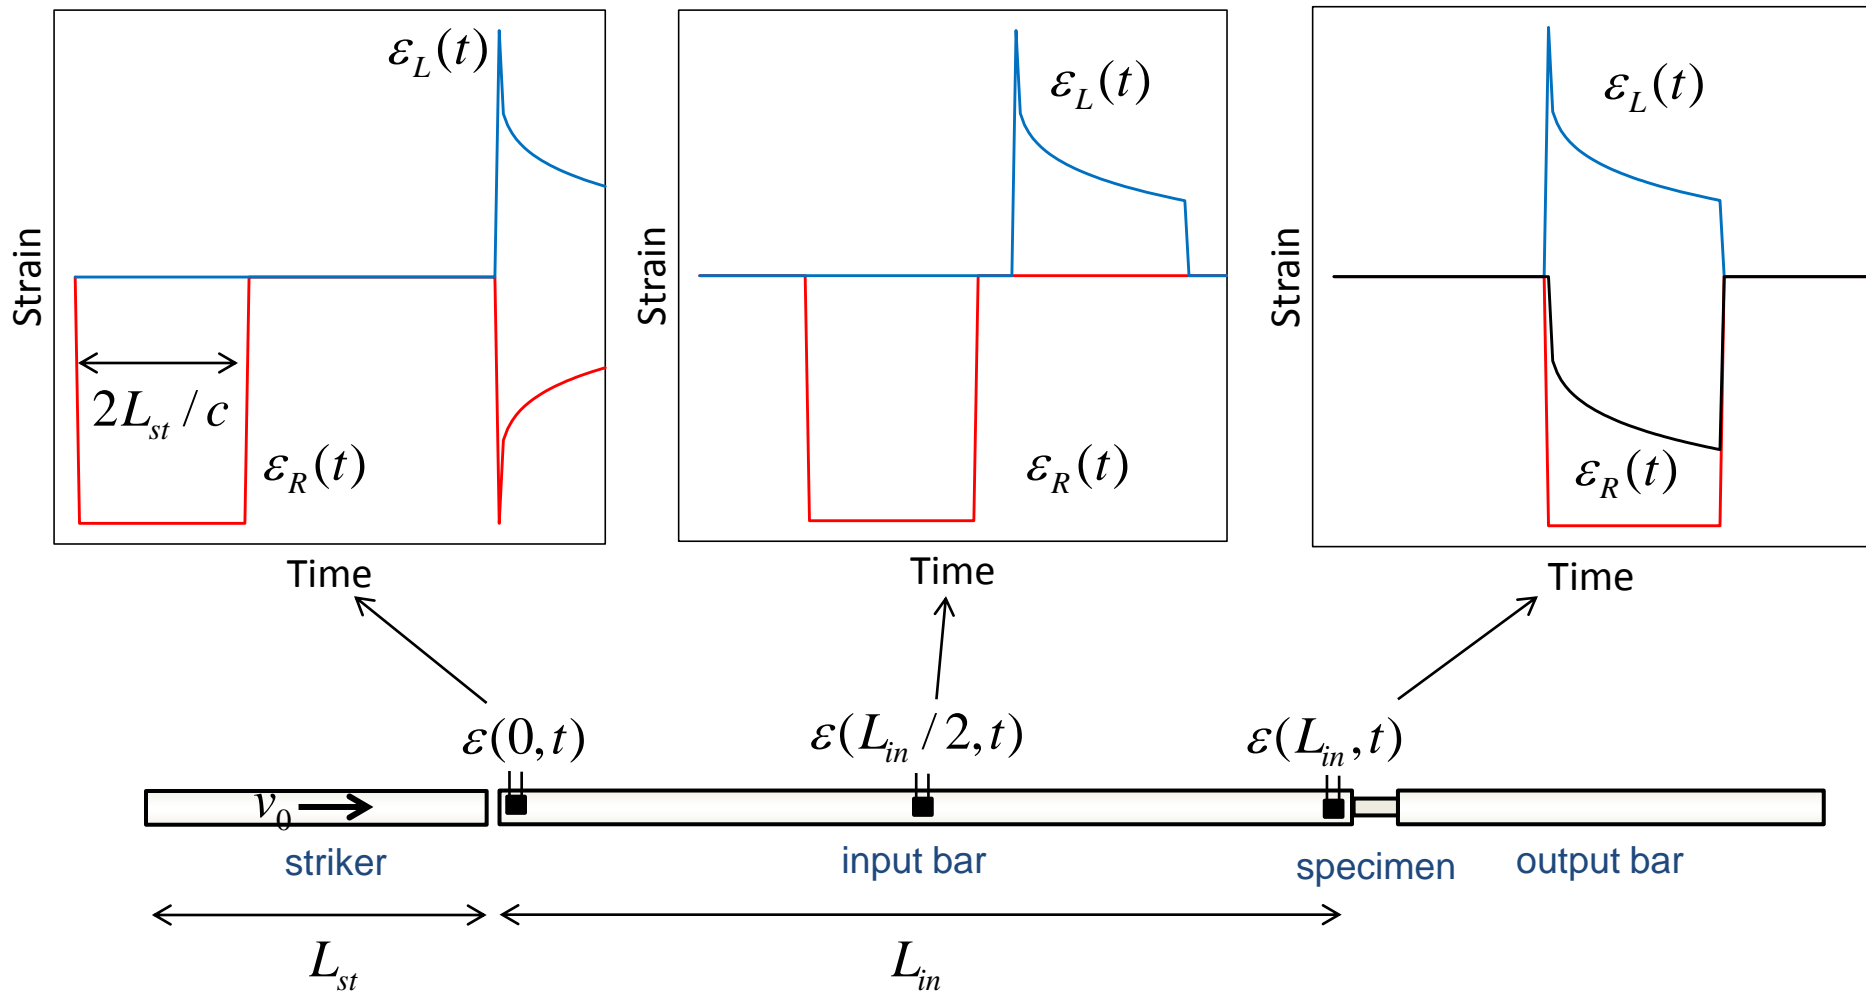 ε_L(t)
2L_st / c
ε_R(t)
Strain
Time
ε_L(t)
ε_R(t)
Strain
Time
ε_L(t)
ε_R(t)
Strain
Time
ε(0,t)
ε(L_in / 2,t)
ε(L_in,t)
v_0
striker
input bar
specimen
output bar
L_st
L_in